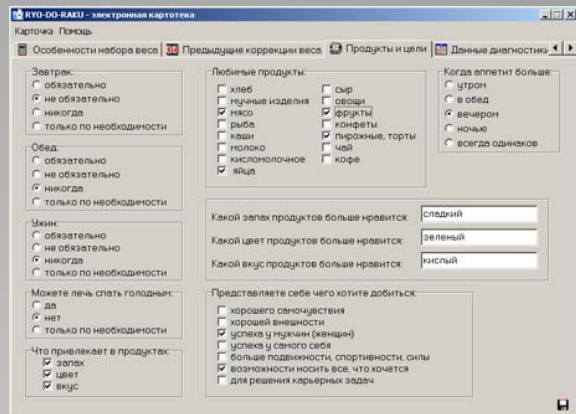 RYO-DO-RAKU - электронная картотека
Карточка Помощь
Особенности набора веса
Предыдущие коррекции веса
Продукты и цели
Данные диагностики
Завтрак:
обязательно
не обязательно
никогда
только по необходимости
Обед:
обязательно
не обязательно
никогда
только по необходимости
Ужин:
обязательно
не обязательно
никогда
только по необходимости
Можете лечь спать голодным:
да
нет
только по необходимости
Что привлекает в продуктах:
запах
цвет
вкус
Любимые продукты:
хлеб
мучные изделия
мясо
рыба
каши
молоко
кисломолочное
яйца
сыр
овощи
фрукты
конфеты
пирожные, торты
чай
кофе
Когда аппетит больше:
утром
в обед
вечером
ночью
всегда одинаков
Какой запах продуктов больше нравится: сладкий
Какой цвет продуктов больше нравится: зеленый
Какой вкус продуктов больше нравится: кислый
Представляете себе чего хотите добиться:
хорошего самочувствия
хорошей внешности
успеха у мужчин (женщин)
успеха у самого себя
больше подвижности, спортивности, силы
возможности носить все, что хочется
для решения карьерных задач